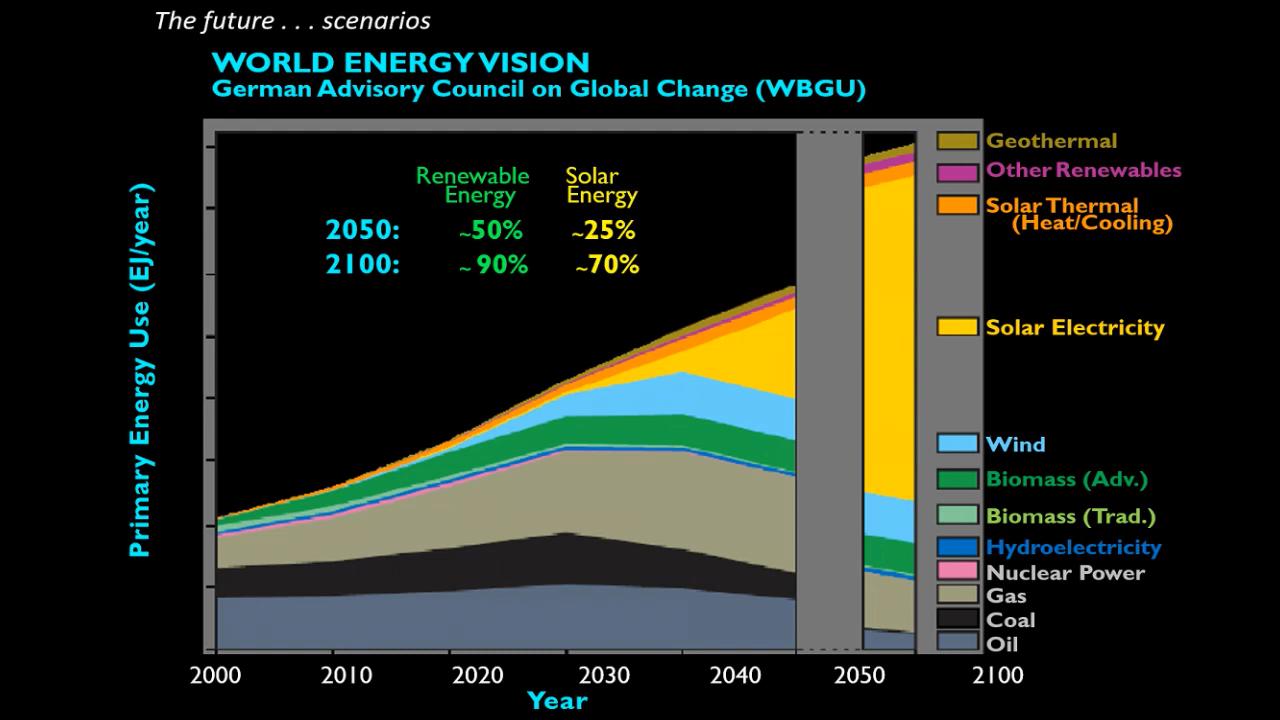 The future . . . scenarios
WORLD ENERGY VISION
German Advisory Council on Global Change (WBGU)
Primary Energy Use (EJ/year)
Renewable Energy
Solar Energy
2050: ~50% ~25%
2100: ~ 90% ~70%
Geothermal
Other Renewables
Solar Thermal
(Heat/Cooling)
Solar Electricity
Wind
Biomass (Adv.)
Biomass (Trad.)
Hydroelectricity
Nuclear Power
Gas
Coal
Oil
2000 2010 2020 2030 2040 2050 2100
Year